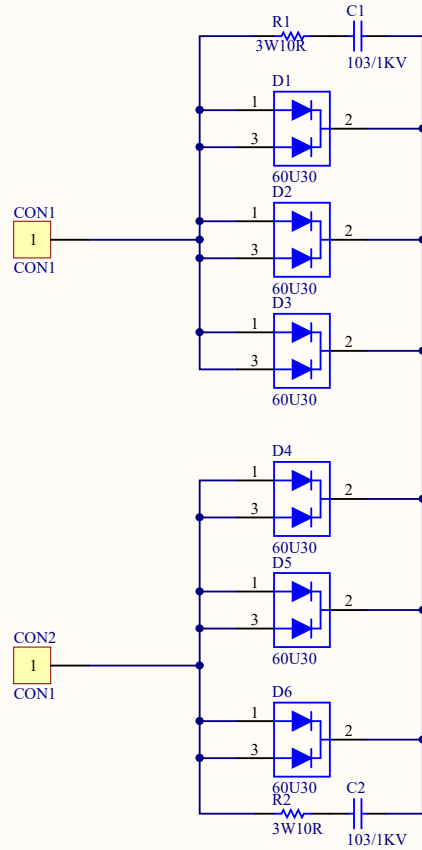 R1
C1
3W10R
103/1KV
D1
1
2
3
60U30
D2
1
2
3
60U30
CON1
1
CON1
D3
1
2
3
60U30
D4
1
2
3
60U30
D5
1
2
3
60U30
CON2
1
CON1
D6
1
2
3
60U30
R2
C2
3W10R
103/1KV